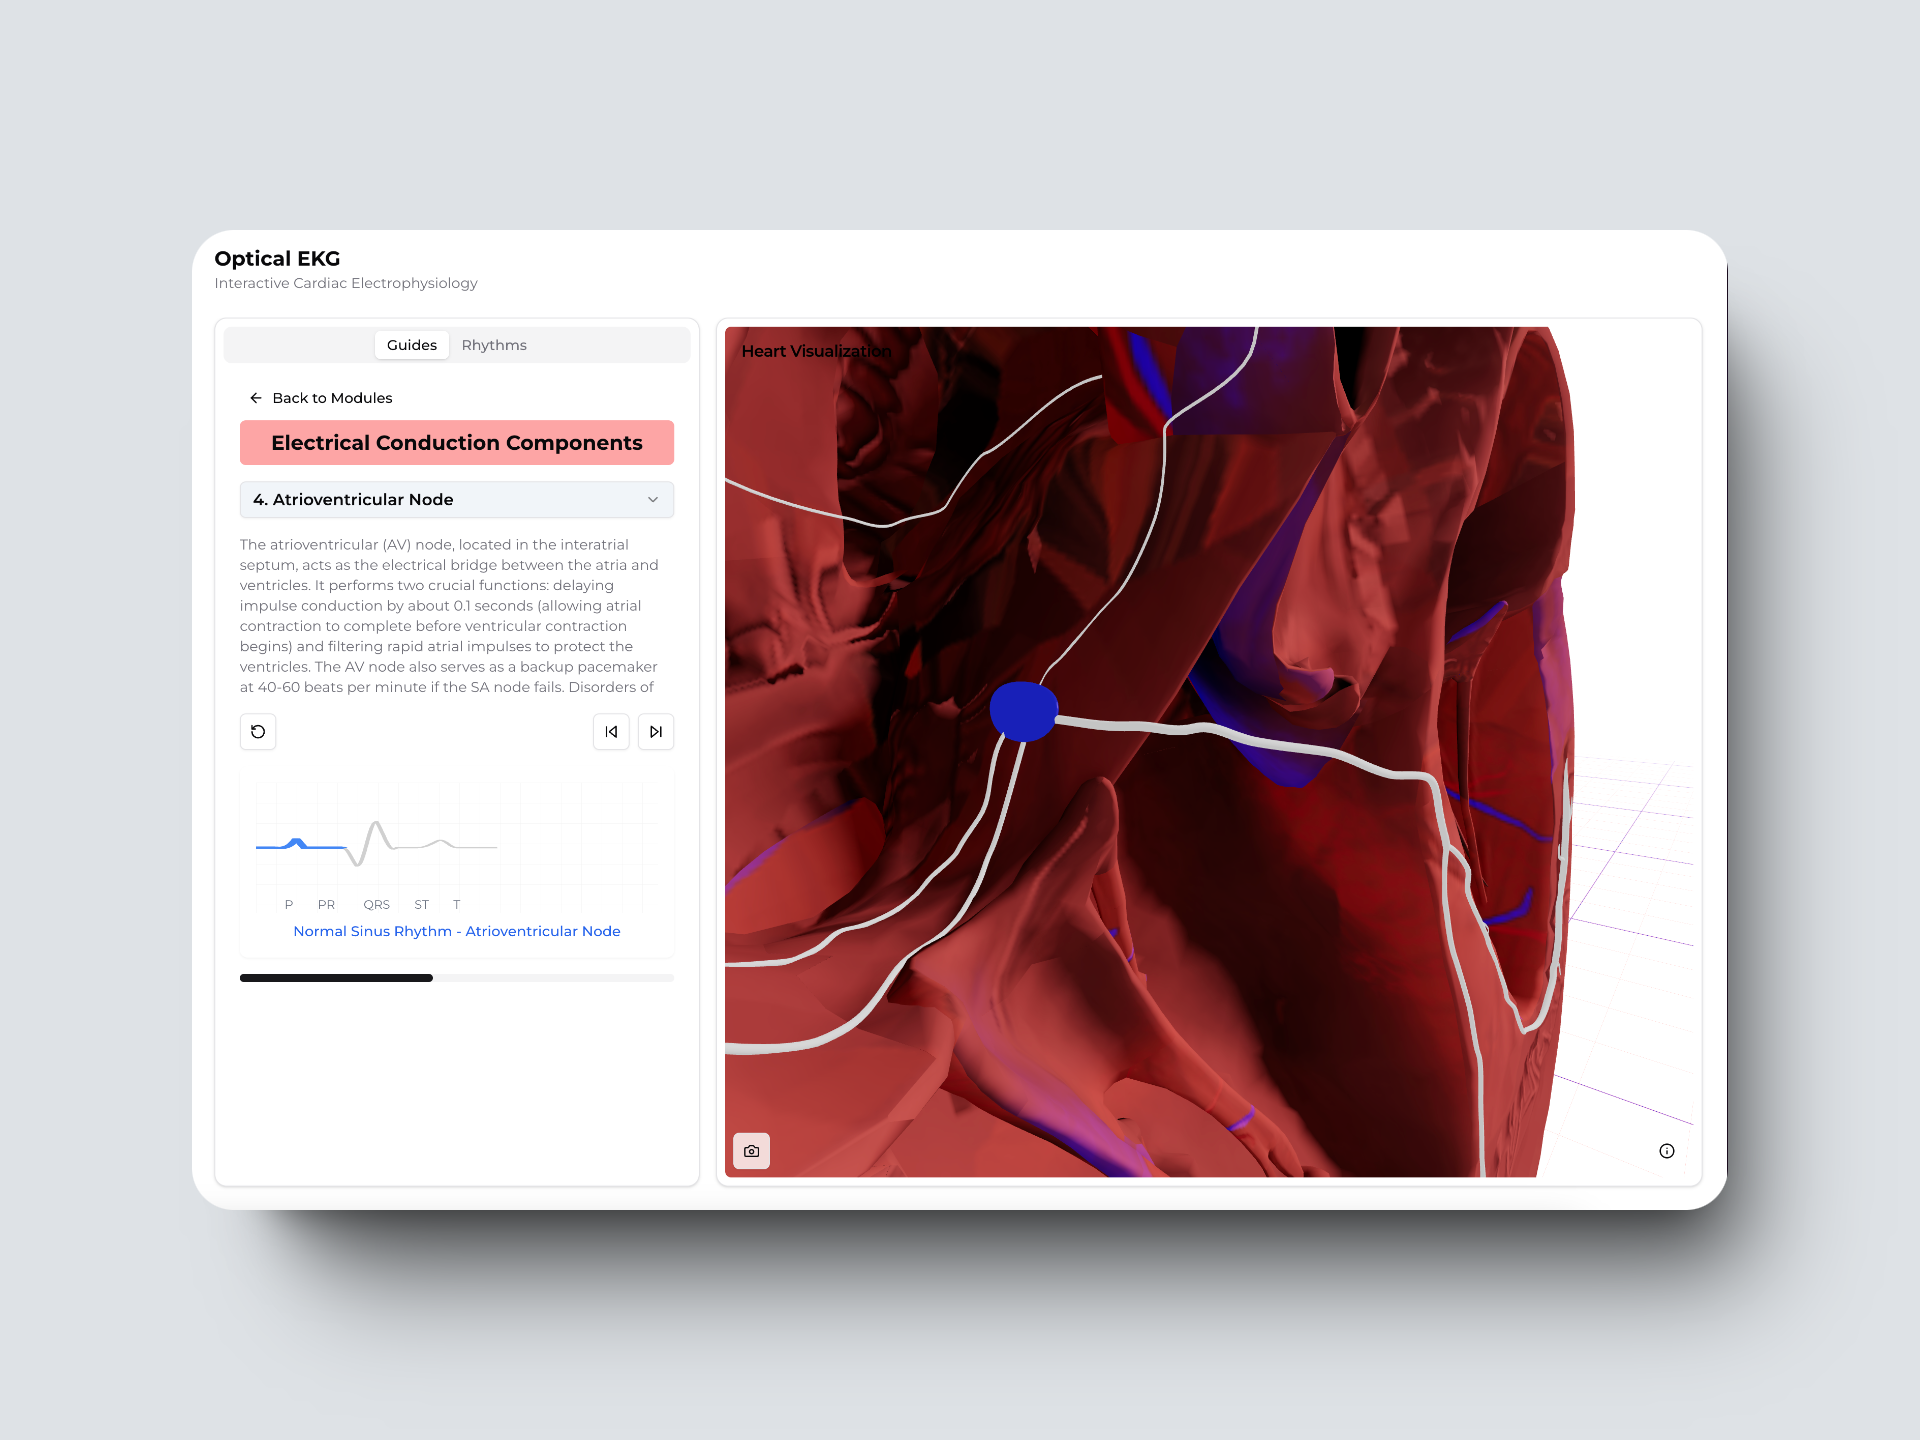 Optical EKG
Interactive Cardiac Electrophysiology
Guides
Rhythms
Back to Modules
Electrical Conduction Components
4. Atrioventricular Node
The atrioventricular (AV) node, located in the interatrial
septum, acts as the electrical bridge between the atria and
ventricles. It performs two crucial functions: delaying
impulse conduction by about 0.1 seconds (allowing atrial
contraction to complete before ventricular contraction
begins) and filtering rapid atrial impulses to protect the
ventricles. The AV node also serves as a backup pacemaker
at 40-60 beats per minute if the SA node fails. Disorders of
P PR QRS ST T
Normal Sinus Rhythm - Atrioventricular Node
Heart Visualization